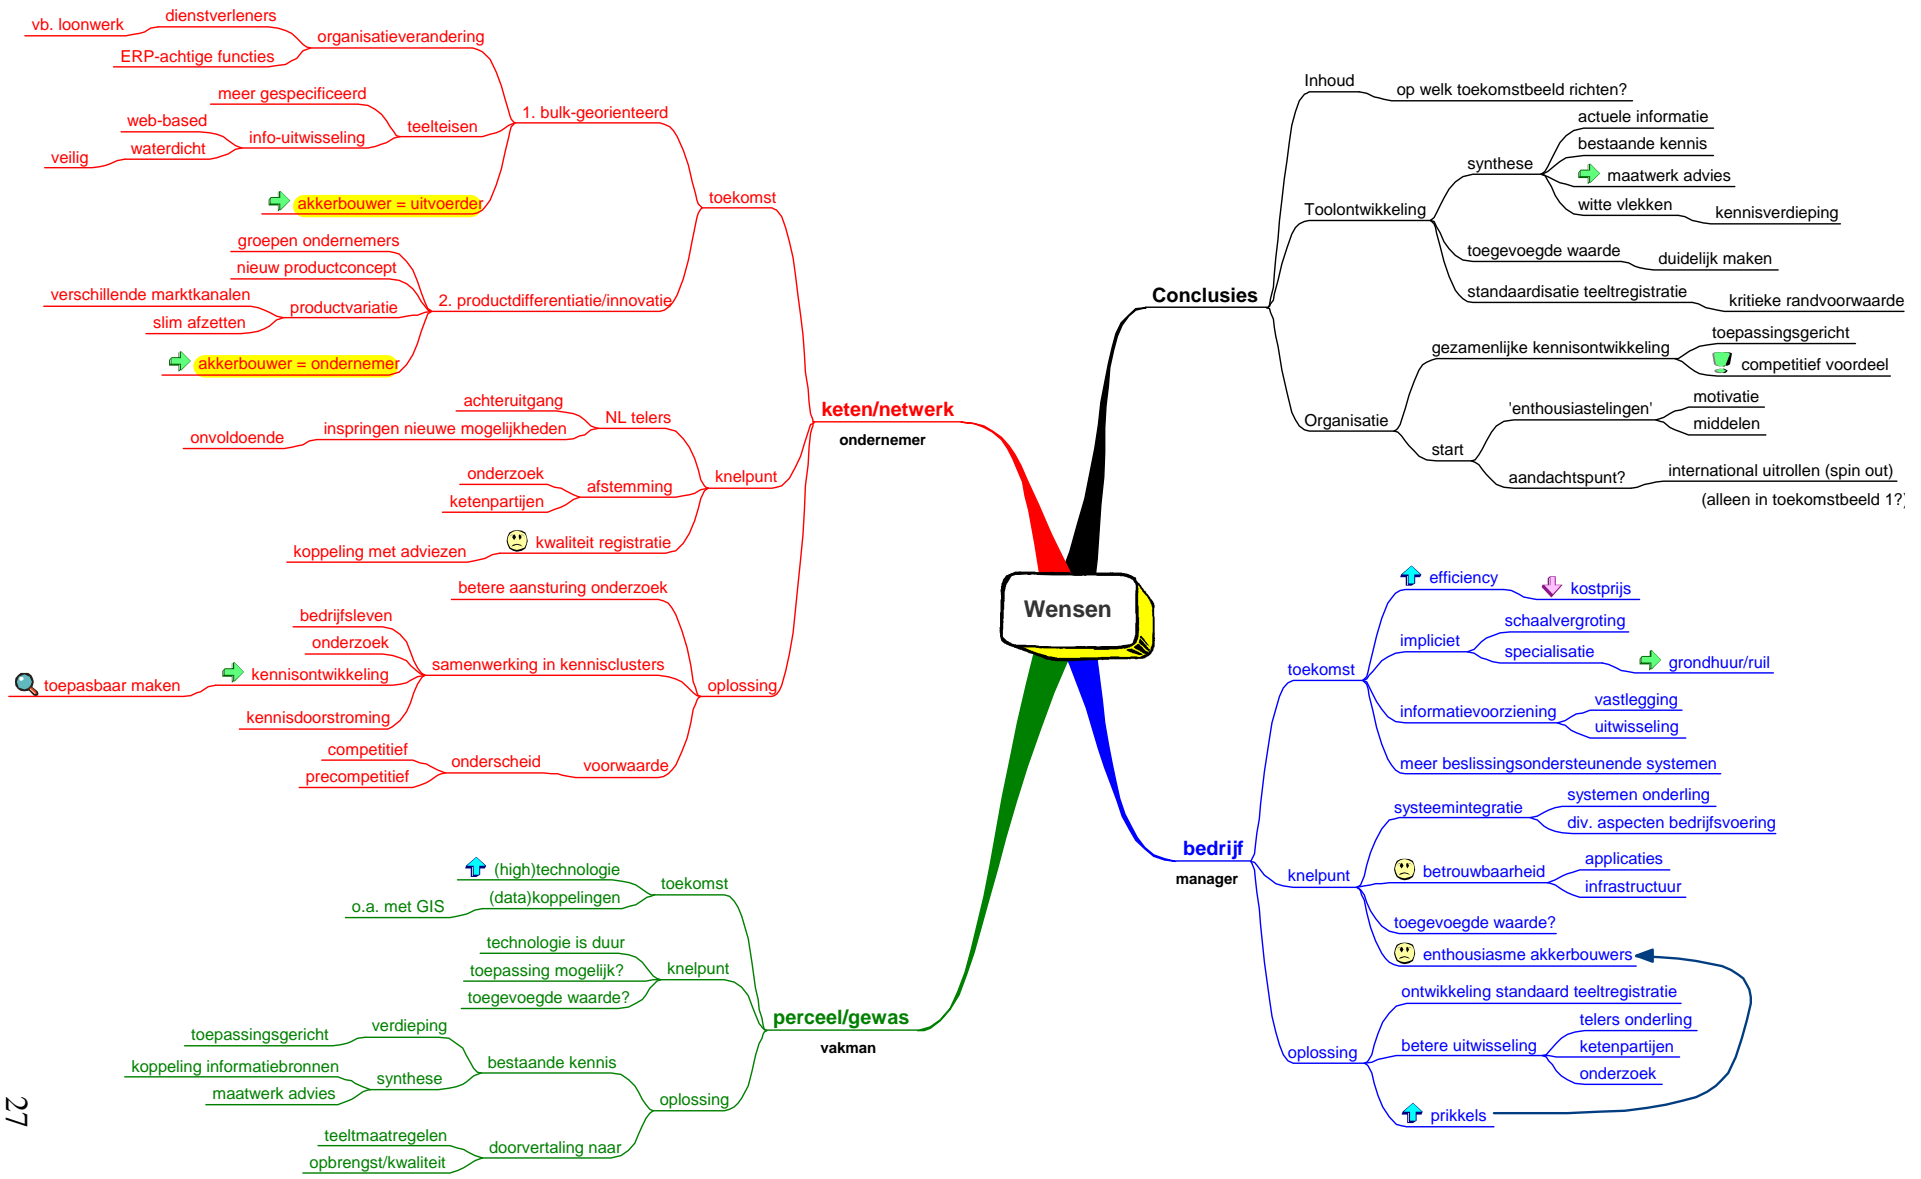 Wensen
Conclusies
Inhoud
op welk toekomstbeeld richten?
Toolontwikkeling
synthese
actuele informatie
bestaande kennis
maatwerk advies
witte vlekken
kennisverdieping
toegevoegde waarde
duidelijk maken
standaardisatie teeltregistratie
kritieke randvoorwaarde
Organisatie
gezamenlijke kennisontwikkeling
toepassingsgericht
competitief voordeel
start
'enthousiastelingen'
motivatie
middelen
aandachtspunt?
international uitrollen (spin out)
(alleen in toekomstbeeld 1?)
bedrijf
manager
toekomst
efficiency
kostprijs
impliciet
schaalvergroting
specialisatie
grondhuur/ruil
informatievoorziening
vastlegging
uitwisseling
meer beslissingsondersteunende systemen
knelpunt
systeemintegratie
systemen onderling
div. aspecten bedrijfsvoering
betrouwbaarheid
applicaties
infrastructuur
toegevoegde waarde?
enthousiasme akkerbouwers
oplossing
ontwikkeling standaard teeltregistratie
betere uitwisseling
telers onderling
ketenpartijen
onderzoek
prikkels
keten/netwerk
ondernemer
toekomst
1. bulk-georienteerd
organisatieverandering
dienstverleners
vb. loonwerk
ERP-achtige functies
teelteisen
meer gespecificeerd
info-uitwisseling
web-based
waterdicht
veilig
akkerbouwer = uitvoerder
2. productdifferentiatie/innovatie
groepen ondernemers
nieuw productconcept
productvariatie
verschillende marktkanalen
slim afzetten
akkerbouwer = ondernemer
knelpunt
NL telers
achteruitgang
inspringen nieuwe mogelijkheden
onvoldoende
afstemming
onderzoek
ketenpartijen
kwaliteit registratie
koppeling met adviezen
oplossing
betere aansturing onderzoek
samenwerking in kennisclusters
bedrijfsleven
onderzoek
kennisontwikkeling
toepasbaar maken
kennisdoorstroming
voorwaarde
onderscheid
competitief
precompetitief
perceel/gewas
vakman
toekomst
(high)technologie
(data)koppelingen
o.a. met GIS
knelpunt
technologie is duur
toepassing mogelijk?
toegevoegde waarde?
oplossing
bestaande kennis
verdieping
toepassingsgericht
synthese
koppeling informatiebronnen
maatwerk advies
doorvertaling naar
teeltmaatregelen
opbrengst/kwaliteit
27